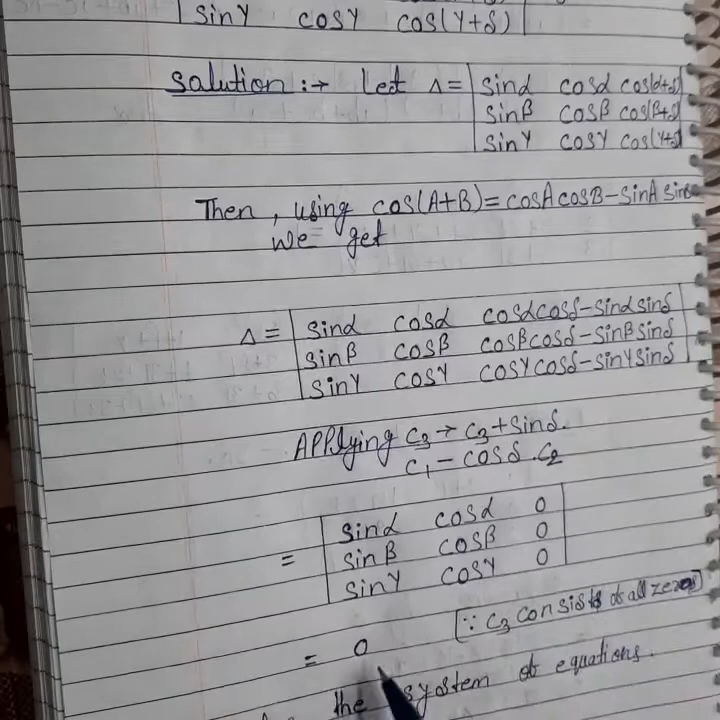 | sinγ cosγ cos(γ+δ) |
Solution :→ Let Δ = | sinα cosα cos(α+δ) |
| sinβ cosβ cos(β+δ) |
| sinγ cosγ cos(γ+δ) |
Then, using cos(A+B) = cosA cosB – sinA sinB
we get
Δ = | sinα cosα cosαcosδ – sinαsinδ |
| sinβ cosβ cosβcosδ – sinβsinδ |
| sinγ cosγ cosγcosδ – sinγsinδ |
APPlying C₃ → C₃ + sinδ.
C₁ – cosδ . C₂
= | sinα cosα 0 |
| sinβ cosβ 0 |
| sinγ cosγ 0 |
[∵ C₃ consists of all zeros]
= 0
the system of equations.